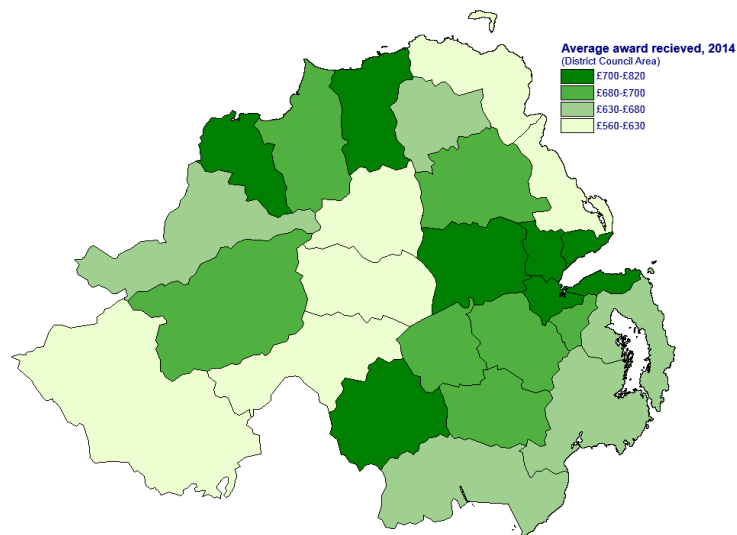 Average award recieved, 2014
(District Council Area)
£700-£820
£680-£700
£630-£680
£560-£630